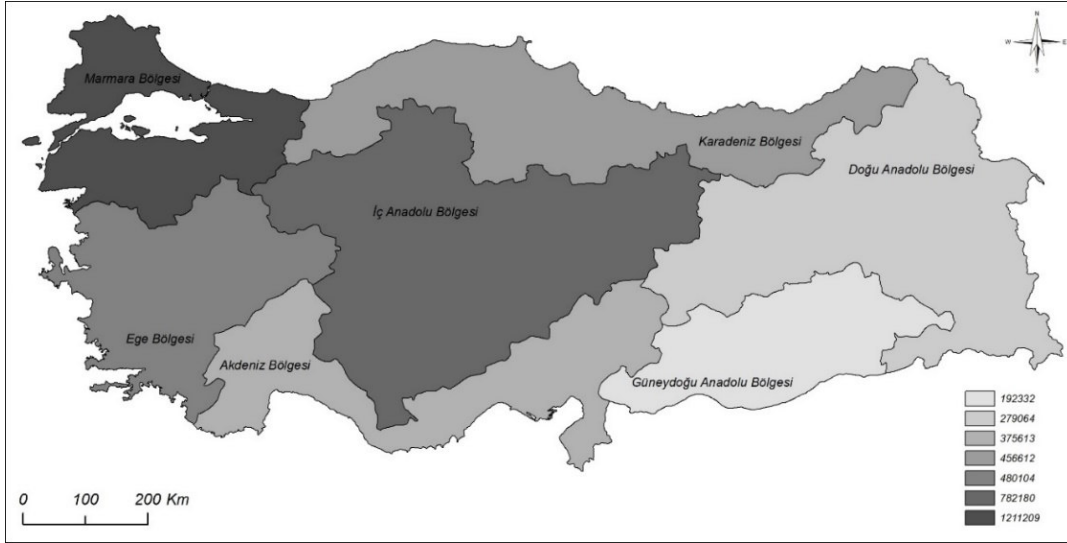 N
W E
S
Marmara Bölgesi
Karadeniz Bölgesi
Doğu Anadolu Bölgesi
İç Anadolu Bölgesi
Ege Bölgesi
Akdeniz Bölgesi
Güneydoğu Anadolu Bölgesi
192332
279064
375613
456612
480104
782180
1211209
0 100 200 Km